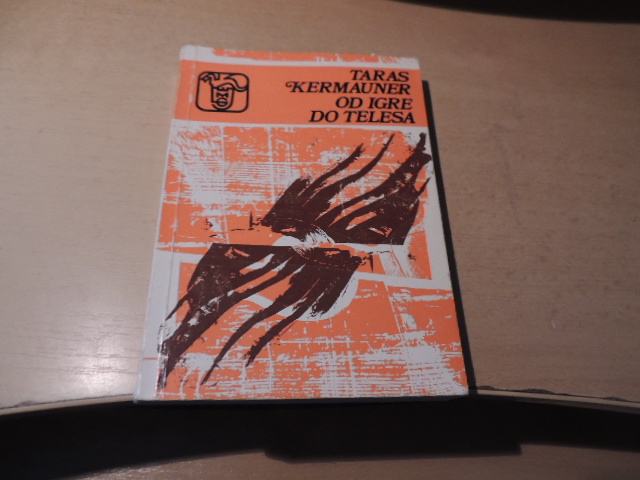 TARAS
KERMAUNER
OD IGRE
DO TELESA